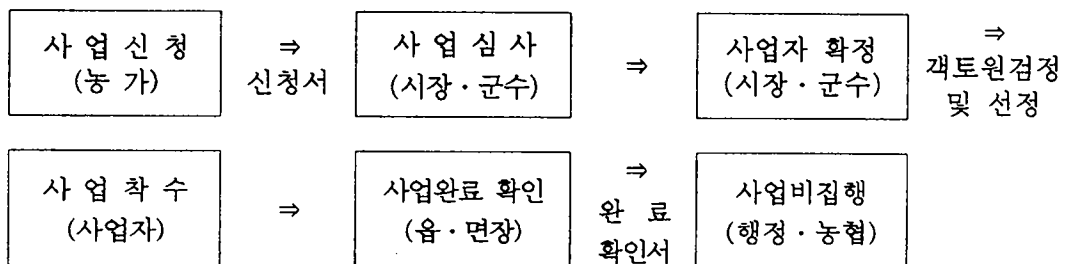 사 업 신 청
(농 가)
⇒
신청서
사 업 심 사
(시장·군수)
⇒
사업자 확정
(시장·군수)
⇒
객토원검정
및 선정
사 업 착 수
(사업자)
⇒
사업완료 확인
(읍·면장)
⇒
완 료
확인서
사업비집행
(행정·농협)